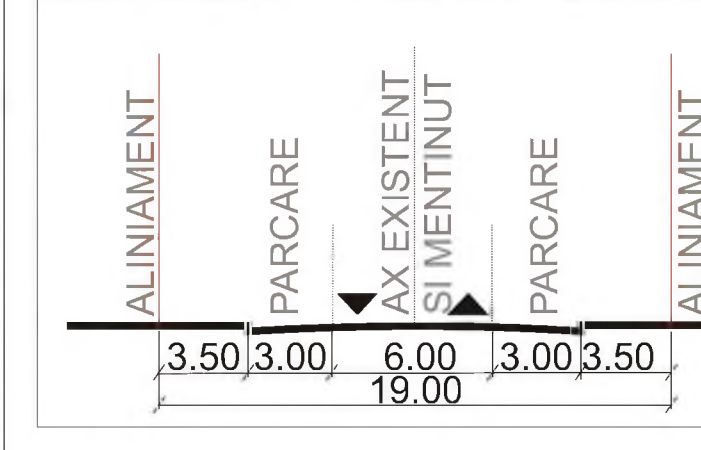 ALINIAMENT
PARCARE
AX EXISTENT
SI MENTINUT
PARCARE
ALINIAMENT
3.50 3.00 6.00 3.00 3.50
19.00